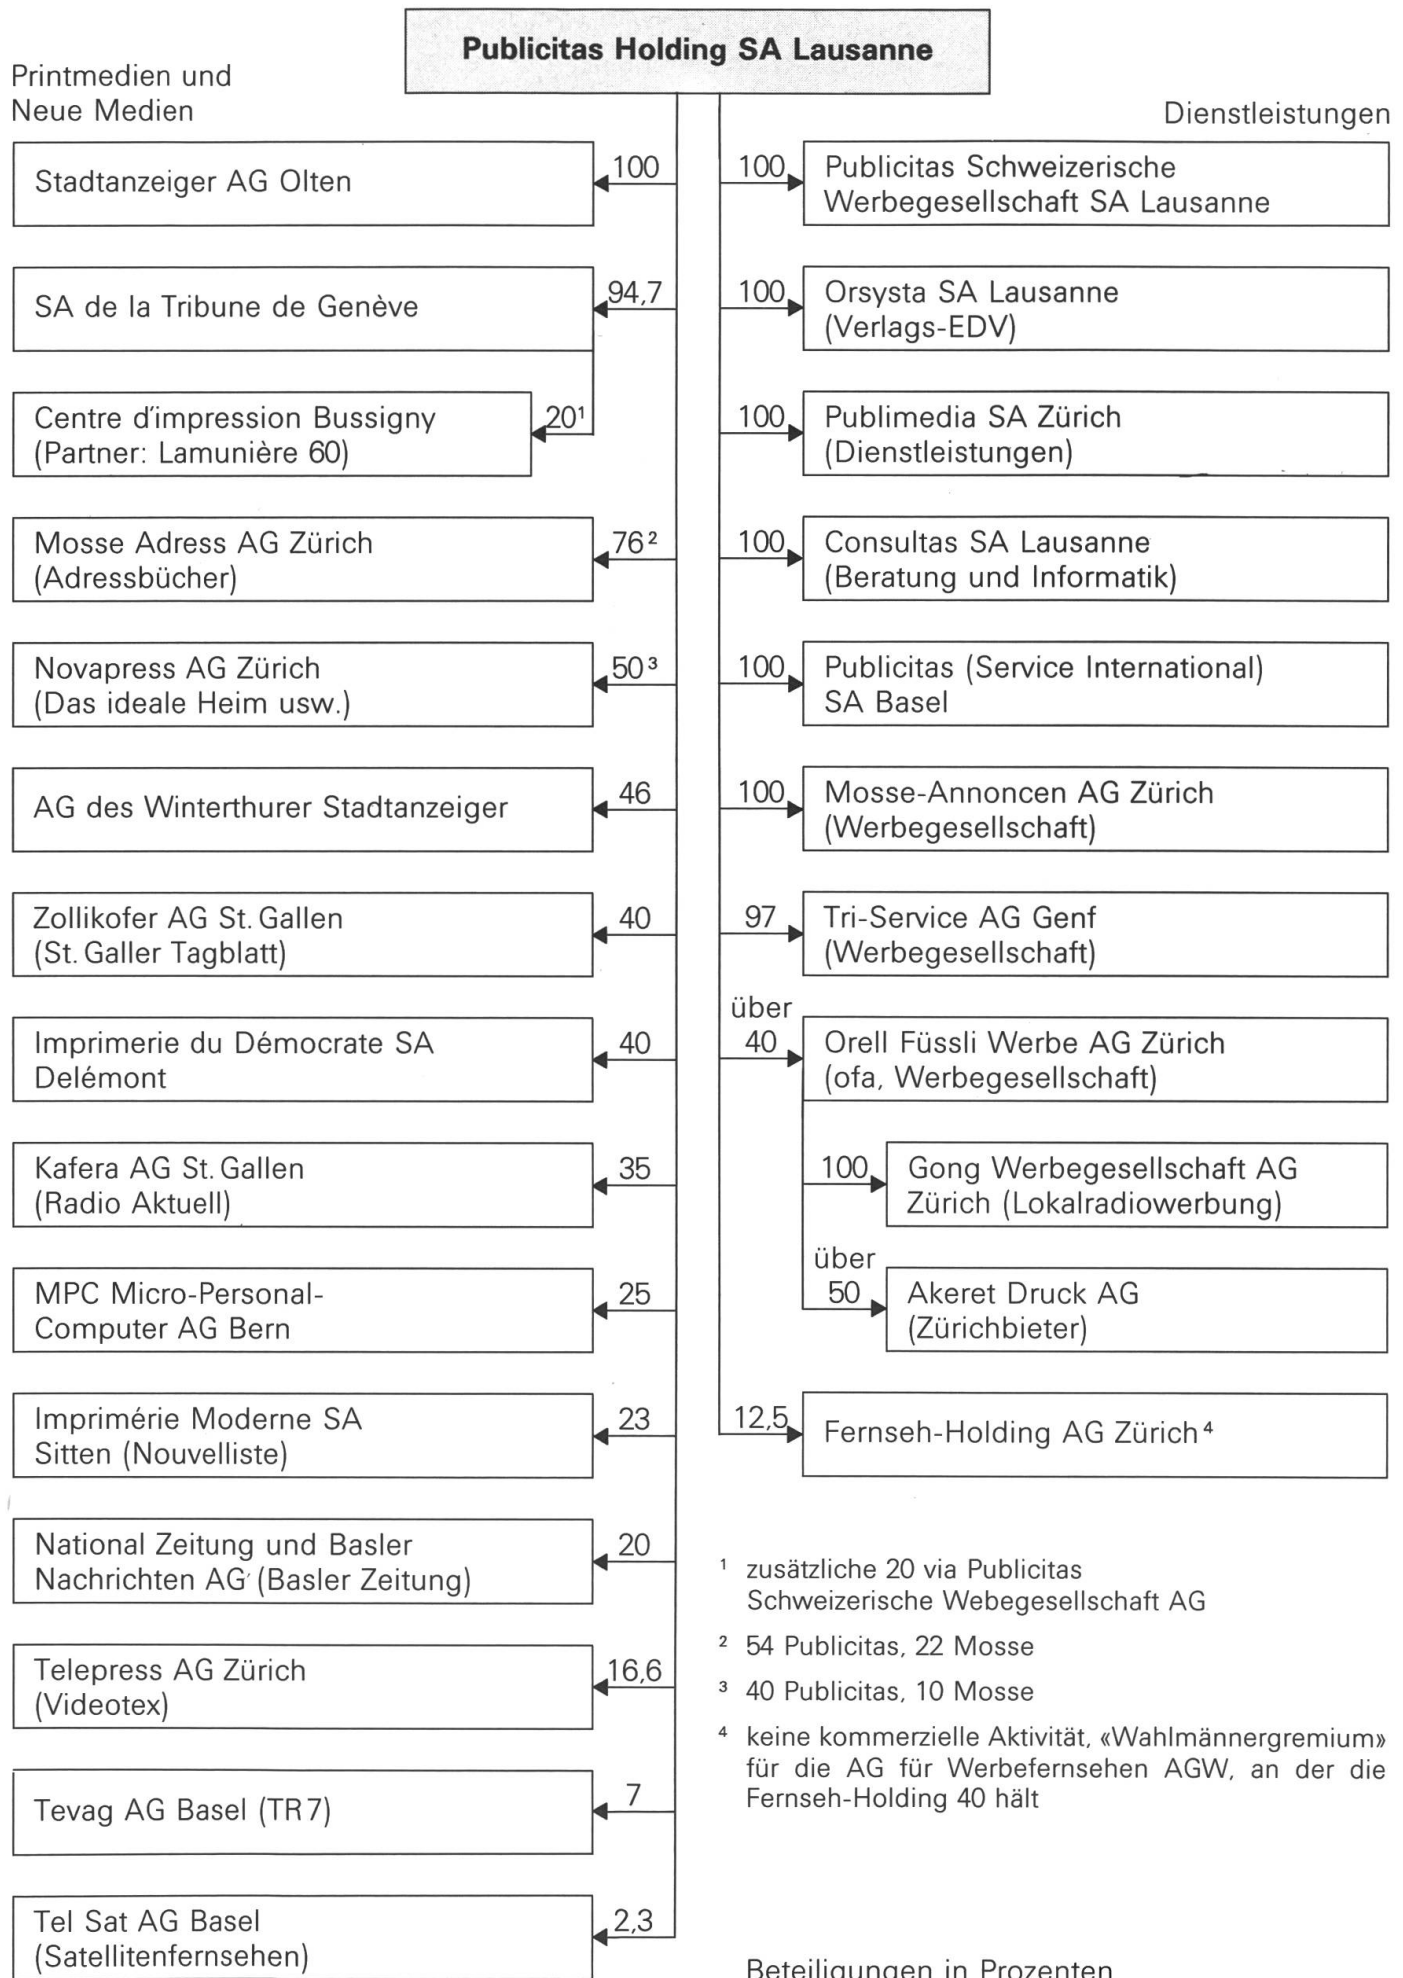 Publicitas Holding SA Lausanne
Printmedien und
Neue Medien
Stadtanzeiger AG Olten
100
SA de la Tribune de Genève
94,7
Centre d'impression Bussigny
(Partner: Lamunière 60)
20¹
Mosse Adress AG Zürich
(Adressbücher)
76²
Novapress AG Zürich
(Das ideale Heim usw.)
50³
AG des Winterthurer Stadtanzeiger
46
Zollikofer AG St. Gallen
(St. Galler Tagblatt)
40
Imprimerie du Démocrate SA
Delémont
40
Kafera AG St. Gallen
(Radio Aktuell)
35
MPC Micro-Personal-
Computer AG Bern
25
Imprimérie Moderne SA
Sitten (Nouvelliste)
23
National Zeitung und Basler
Nachrichten AG (Basler Zeitung)
20
Telepress AG Zürich
(Videotex)
16,6
Tevag AG Basel (TR 7)
7
Tel Sat AG Basel
(Satellitenfernsehen)
2,3
Dienstleistungen
100
Publicitas Schweizerische
Werbegesellschaft SA Lausanne
100
Orsysta SA Lausanne
(Verlags-EDV)
100
Publimedia SA Zürich
(Dienstleistungen)
100
Consultas SA Lausanne
(Beratung und Informatik)
100
Publicitas (Service International)
SA Basel
100
Mosse-Annoncen AG Zürich
(Werbegesellschaft)
97
Tri-Service AG Genf
(Werbegesellschaft)
über
40
Orell Füssli Werbe AG Zürich
(ofa, Werbegesellschaft)
100
Gong Werbegesellschaft AG
Zürich (Lokalradiowerbung)
über
50
Akeret Druck AG
(Zürichbieter)
12,5
Fernseh-Holding AG Zürich⁴
¹ zusätzliche 20 via Publicitas
Schweizerische Webegesellschaft AG
² 54 Publicitas, 22 Mosse
³ 40 Publicitas, 10 Mosse
⁴ keine kommerzielle Aktivität, «Wahlmännergremium»
für die AG für Werbefernsehen AGW, an der die
Fernseh-Holding 40 hält
Beteiligungen in Prozenten